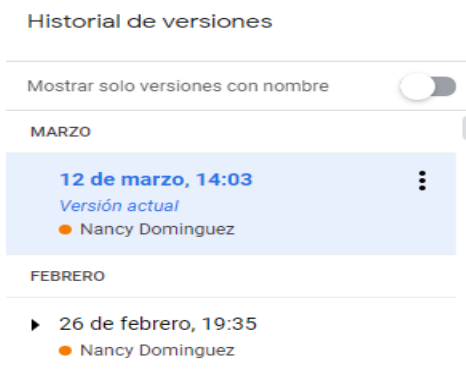 Historial de versiones
Mostrar solo versiones con nombre
MARZO
12 de marzo, 14:03
Versión actual
Nancy Dominguez
FEBRERO
26 de febrero, 19:35
Nancy Dominguez